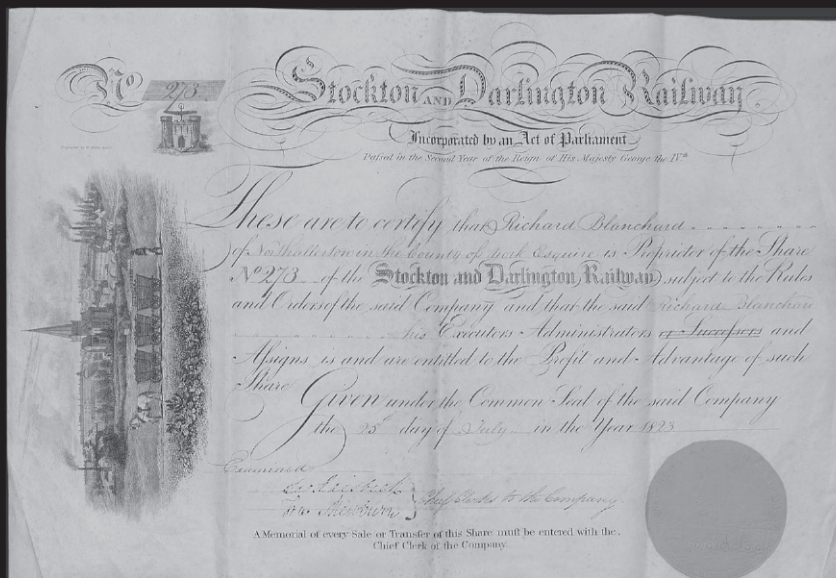 No 273
Stockton AND Darlington Railway
Incorporated by an Act of Parliament
Passed in the Second Year of the Reign of His Majesty George the IVth
These are to certify that Richard Blanchard
of Northallerton in the County of York Esquire is Proprietor of the Share
No 273 of the Stockton and Darlington Railway subject to the Rules
and Orders of the said Company and that the said Richard Blanchard
his Executors Administrators or Successors and
Assigns is and are entitled to the Profit and Advantage of such
Share
Given under the Common Seal of the said Company
the 25 day of July in the Year 1823
Examined
Chief Clerks to the Company
A Memorial of every Sale or Transfer of this Share must be entered with the
Chief Clerk of the Company